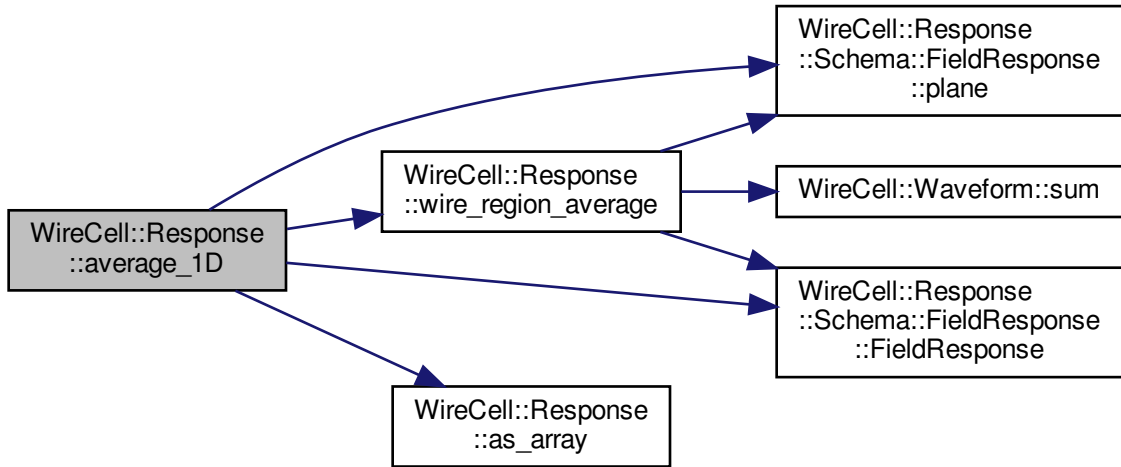 WireCell::Response
::average_1D
WireCell::Response
::wire_region_average
WireCell::Response
::as_array
WireCell::Response
::Schema::FieldResponse
::plane
WireCell::Waveform::sum
WireCell::Response
::Schema::FieldResponse
::FieldResponse